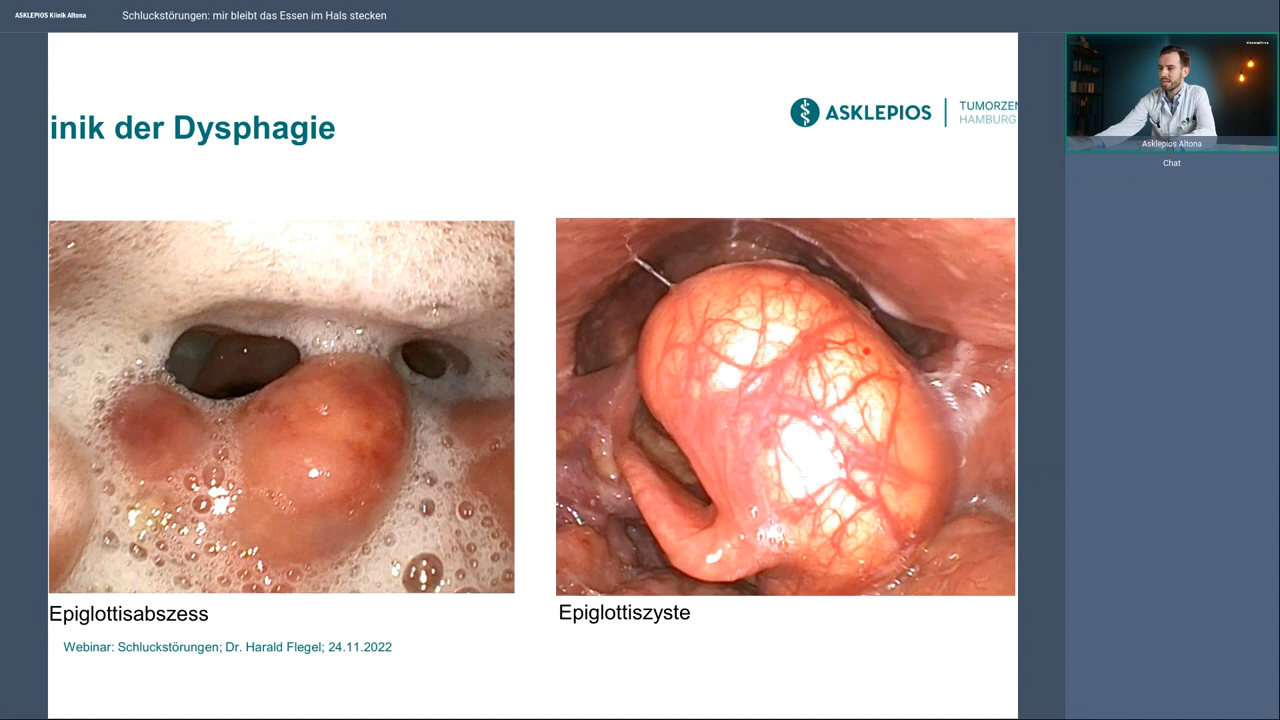 ASKLEPIOS Klinik Altona
Schluckstörungen: mir bleibt das Essen im Hals stecken
inik der Dysphagie
ASKLEPIOS
TUMORZEN
HAMBURG
Epiglottisabszess
Epiglottiszyste
Webinar: Schluckstörungen; Dr. Harald Flegel; 24.11.2022
Asklepios Altona
Chat